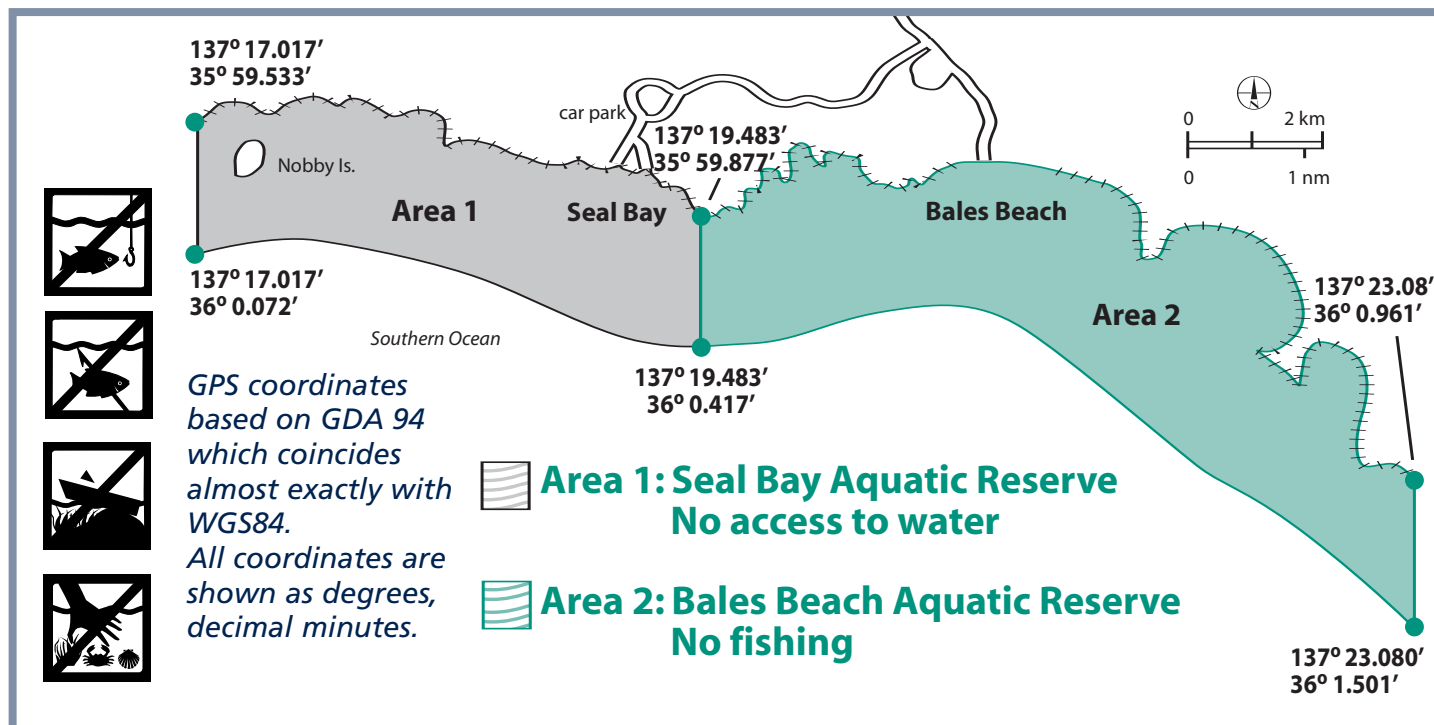 137º 17.017’
35º 59.533’
car park
137º 19.483’
35º 59.877’
0 2 km
0 1 nm
Nobby Is.
Area 1
Seal Bay
Bales Beach
137º 17.017’
36º 0.072’
Southern Ocean
137º 19.483’
36º 0.417’
Area 2
137º 23.08’
36º 0.961’
GPS coordinates
based on GDA 94
which coincides
almost exactly with
WGS84.
All coordinates are
shown as degrees,
decimal minutes.
Area 1: Seal Bay Aquatic Reserve
No access to water
Area 2: Bales Beach Aquatic Reserve
No fishing
137º 23.080’
36º 1.501’